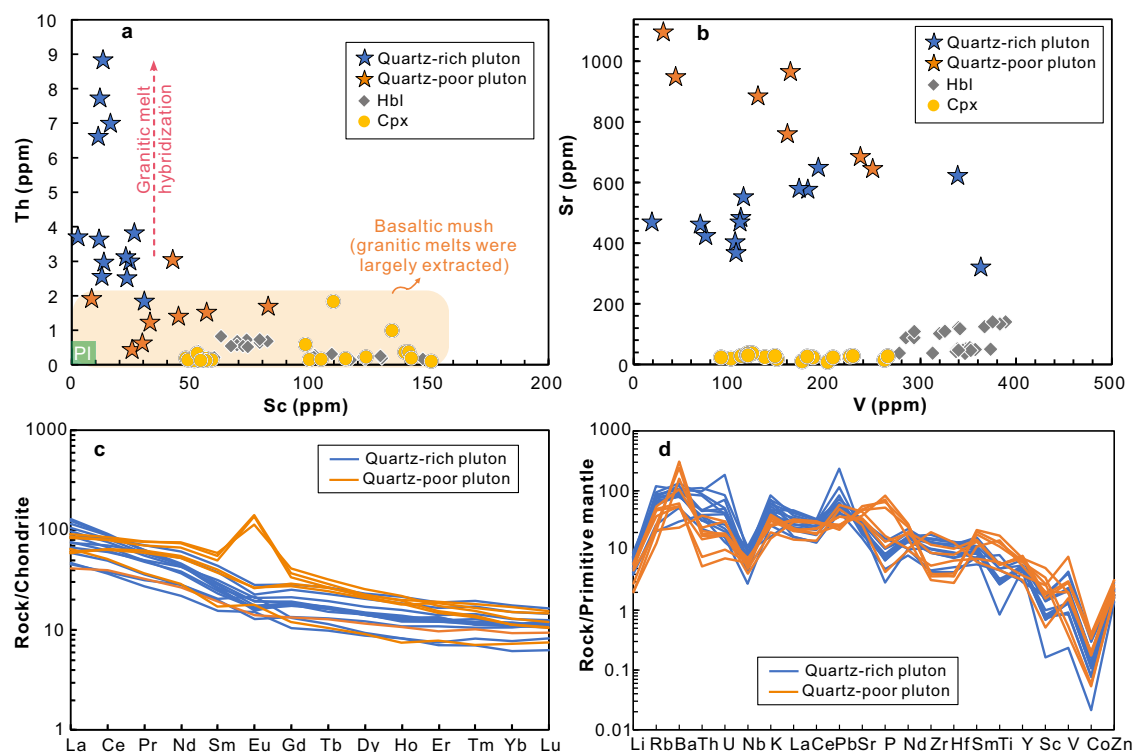 a
10
9
8
7
6
5
4
3
2
1
0
Th (ppm)
Quartz-rich pluton
Quartz-poor pluton
Hbl
Cpx
Granitic melt
hybridization
Basaltic mush
(granitic melts were
largely extracted)
Pl
0
50
100
150
200
Sc (ppm)
b
1000
800
600
400
200
0
Sr (ppm)
Quartz-rich pluton
Quartz-poor pluton
Hbl
Cpx
0
100
200
300
400
500
V (ppm)
c
1000
100
10
1
Rock/Chondrite
Quartz-rich pluton
Quartz-poor pluton
La Ce Pr Nd Sm Eu Gd Tb Dy Ho Er Tm Yb Lu
d
1000
100
10
1
0.1
0.01
Rock/Primitive mantle
Quartz-rich pluton
Quartz-poor pluton
Li Rb Ba Th U Nb K La Ce Pb Sr P Nd Zr Hf Sm Ti Y Sc V Co Zn